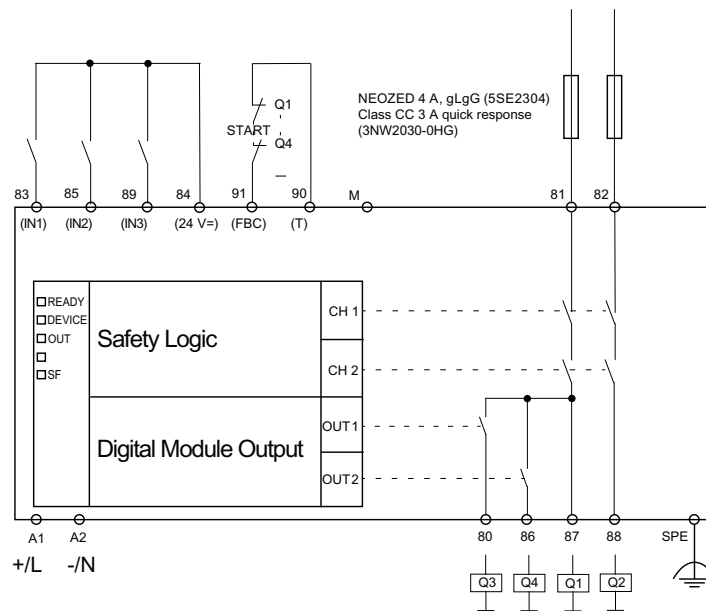 Q1
START
Q4
NEOZED 4 A, gLgG (5SE2304)
Class CC 3 A quick response
(3NW2030-0HG)
83 85 89 84 91 90 M 81 82
(IN1) (IN2) (IN3) (24 V=) (FBC) (T)
READY
DEVICE
OUT
SF
Safety Logic
CH 1
CH 2
Digital Module Output
OUT1
OUT2
A1 A2 80 86 87 88 SPE
+/L -/N
Q3 Q4 Q1 Q2